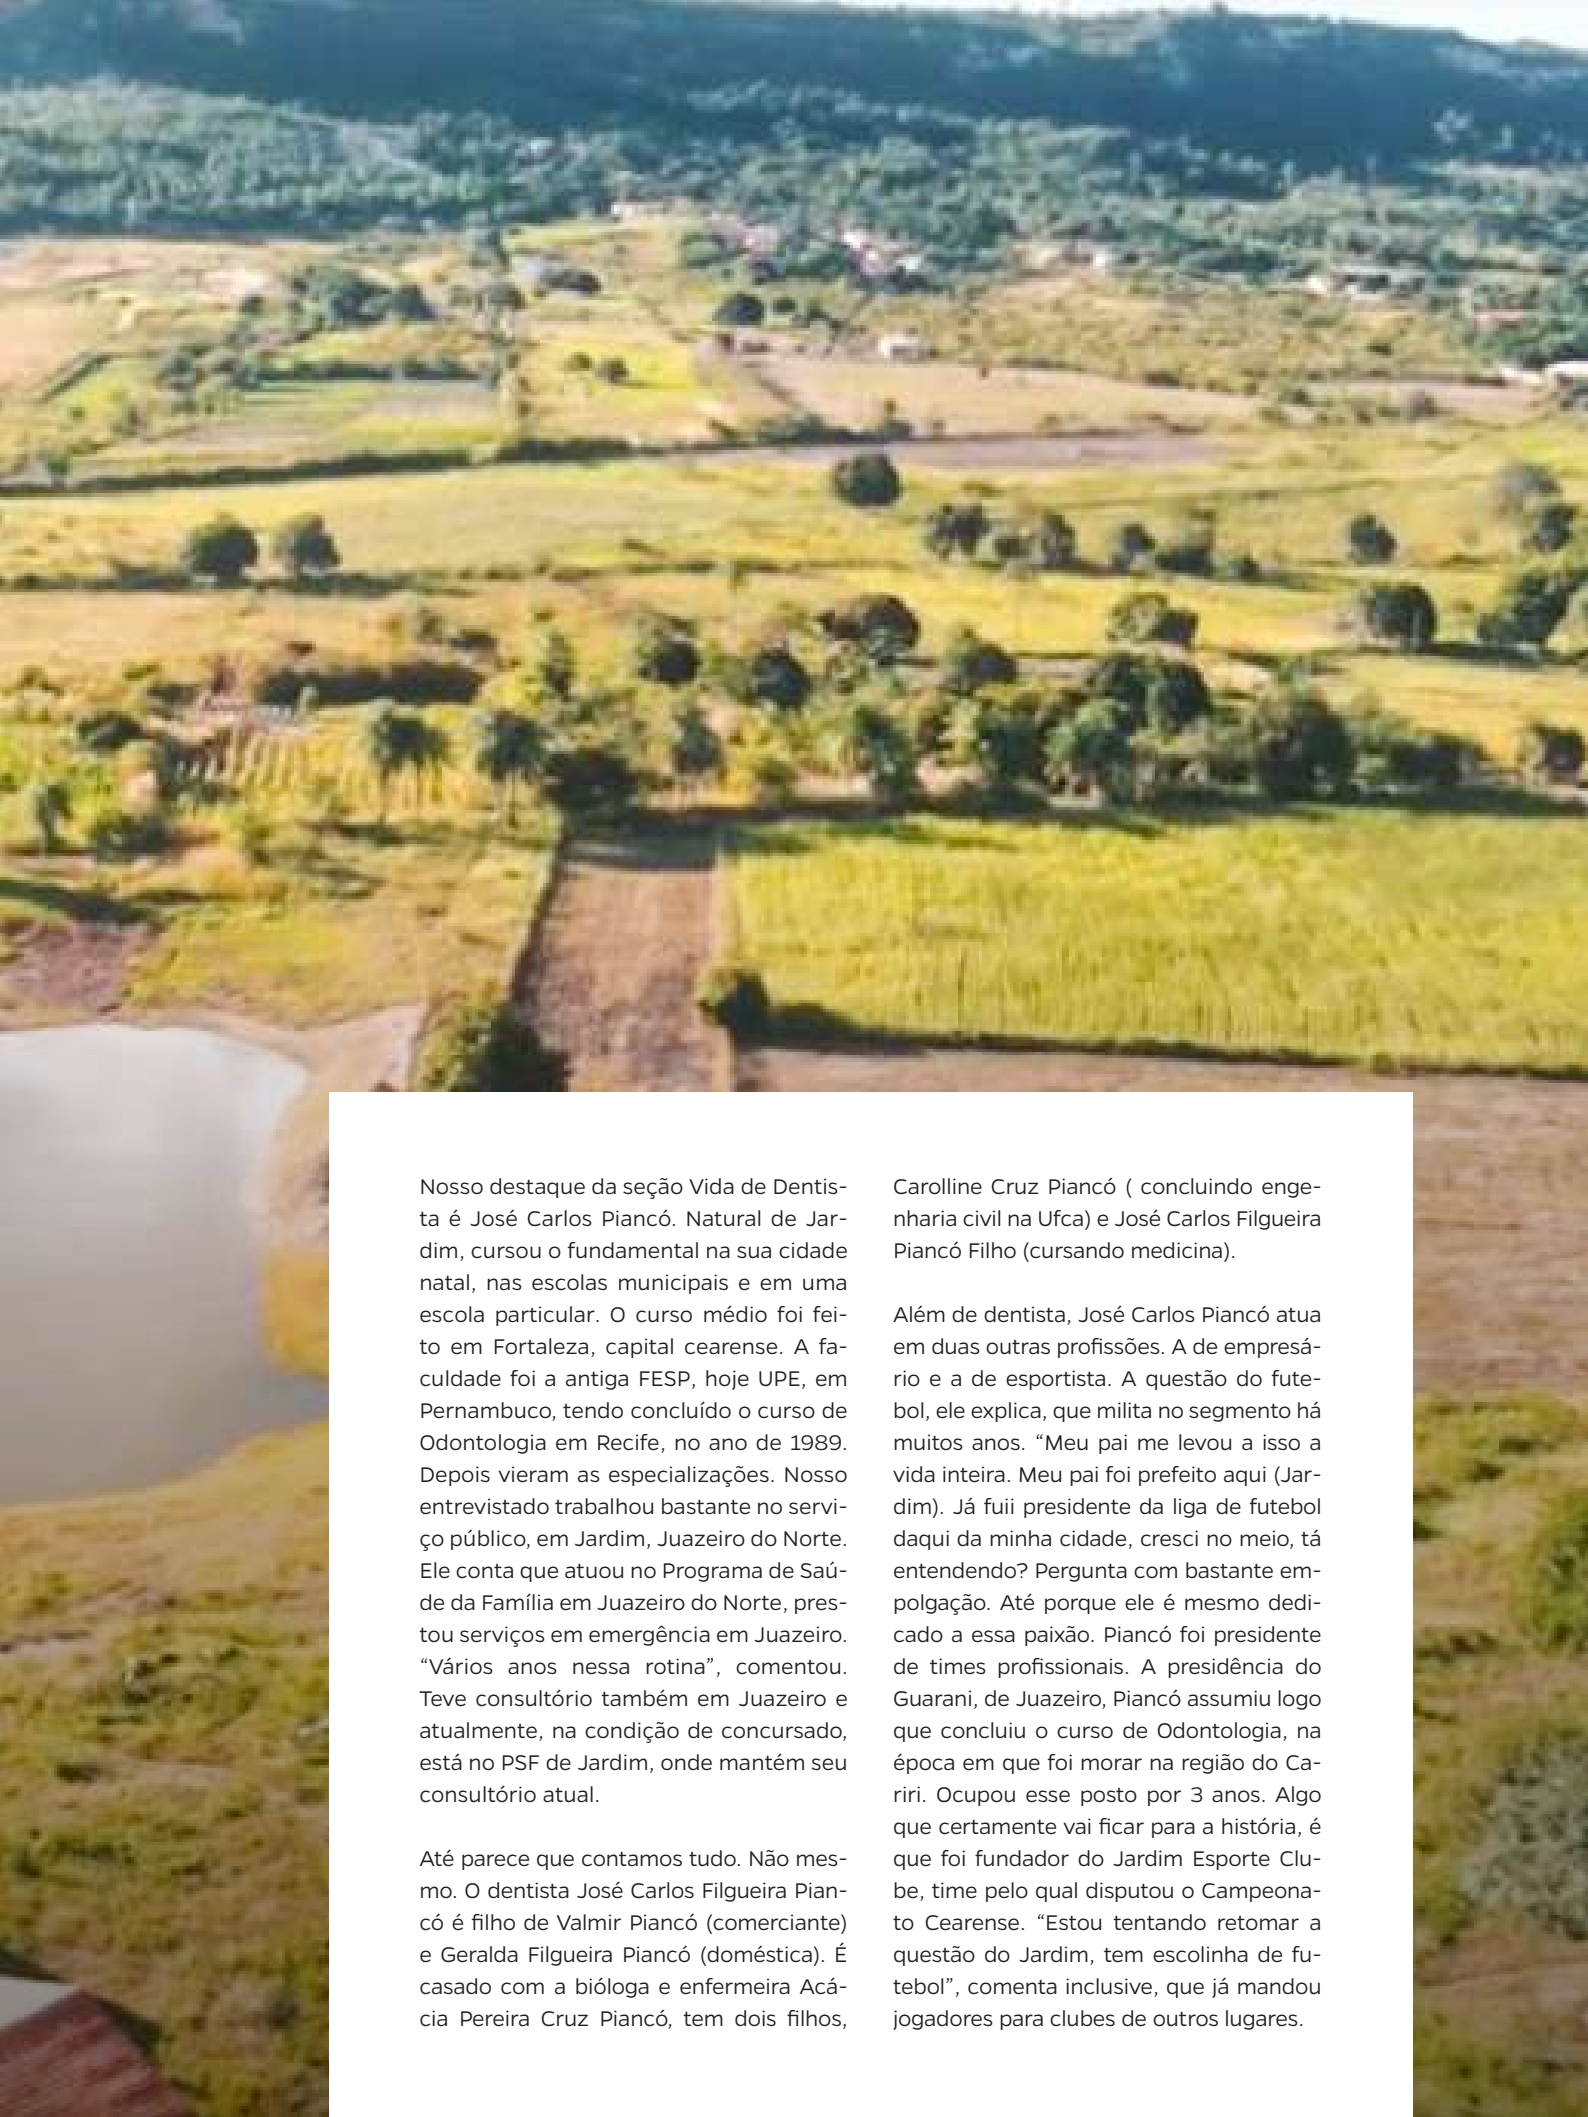 Nosso destaque da seção Vida de Dentis-
ta é José Carlos Piancó. Natural de Jar-
dim, cursou o fundamental na sua cidade
natal, nas escolas municipais e em uma
escola particular. O curso médio foi fei-
to em Fortaleza, capital cearense. A fa-
culdade foi a antiga FESP, hoje UPE, em
Pernambuco, tendo concluído o curso de
Odontologia em Recife, no ano de 1989.
Depois vieram as especializações. Nosso
entrevistado trabalhou bastante no servi-
ço público, em Jardim, Juazeiro do Norte.
Ele conta que atuou no Programa de Saú-
de da Família em Juazeiro do Norte, pres-
tou serviços em emergência em Juazeiro.
“Vários anos nessa rotina”, comentou.
Teve consultório também em Juazeiro e
atualmente, na condição de concursado,
está no PSF de Jardim, onde mantém seu
consultório atual.
Até parece que contamos tudo. Não mes-
mo. O dentista José Carlos Filgueira Pian-
có é filho de Valmir Piancó (comerciante)
e Geralda Filgueira Piancó (doméstica). É
casado com a bióloga e enfermeira Acá-
cia Pereira Cruz Piancó, tem dois filhos,
Carolline Cruz Piancó ( concluindo enge-
nharia civil na Ufca) e José Carlos Filgueira
Piancó Filho (cursando medicina).
Além de dentista, José Carlos Piancó atua
em duas outras profissões. A de empresá-
rio e a de esportista. A questão do fute-
bol, ele explica, que milita no segmento há
muitos anos. “Meu pai me levou a isso a
vida inteira. Meu pai foi prefeito aqui (Jar-
dim). Já fuii presidente da liga de futebol
daqui da minha cidade, cresci no meio, tá
entendendo? Pergunta com bastante em-
polgação. Até porque ele é mesmo dedi-
cado a essa paixão. Piancó foi presidente
de times profissionais. A presidência do
Guarani, de Juazeiro, Piancó assumiu logo
que concluiu o curso de Odontologia, na
época em que foi morar na região do Ca-
riri. Ocupou esse posto por 3 anos. Algo
que certamente vai ficar para a história, é
que foi fundador do Jardim Esporte Clu-
be, time pelo qual disputou o Campeona-
to Cearense. “Estou tentando retomar a
questão do Jardim, tem escolinha de fu-
tebol”, comenta inclusive, que já mandou
jogadores para clubes de outros lugares.